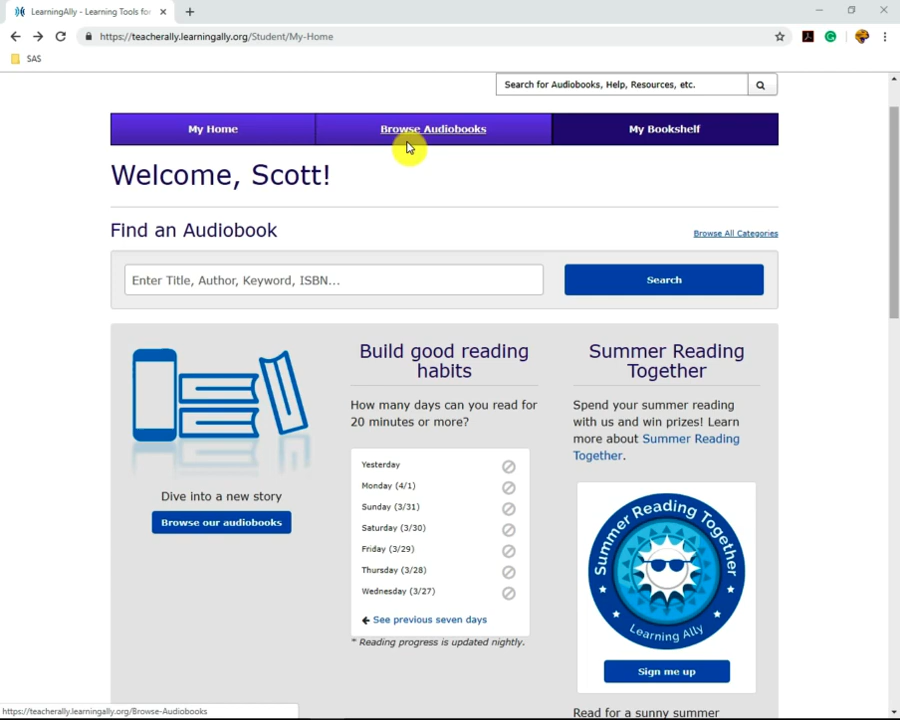 LearningAlly - Learning Tools for
https://teacherally.learningally.org/Student/My-Home
SAS
Search for Audiobooks, Help, Resources, etc.
My Home
Browse Audiobooks
My Bookshelf
Welcome, Scott!
Find an Audiobook
Browse All Categories
Enter Title, Author, Keyword, ISBN...
Search
Dive into a new story
Browse our audiobooks
Build good reading
habits
How many days can you read for
20 minutes or more?
Yesterday
Monday (4/1)
Sunday (3/31)
Saturday (3/30)
Friday (3/29)
Thursday (3/28)
Wednesday (3/27)
See previous seven days
* Reading progress is updated nightly.
Summer Reading
Together
Spend your summer reading
with us and win prizes! Learn
more about Summer Reading
Together.
Summer Reading Together
Learning Ally
Sign me up
Read for a sunny summer
https://teacherally.learningally.org/Browse-Audiobooks